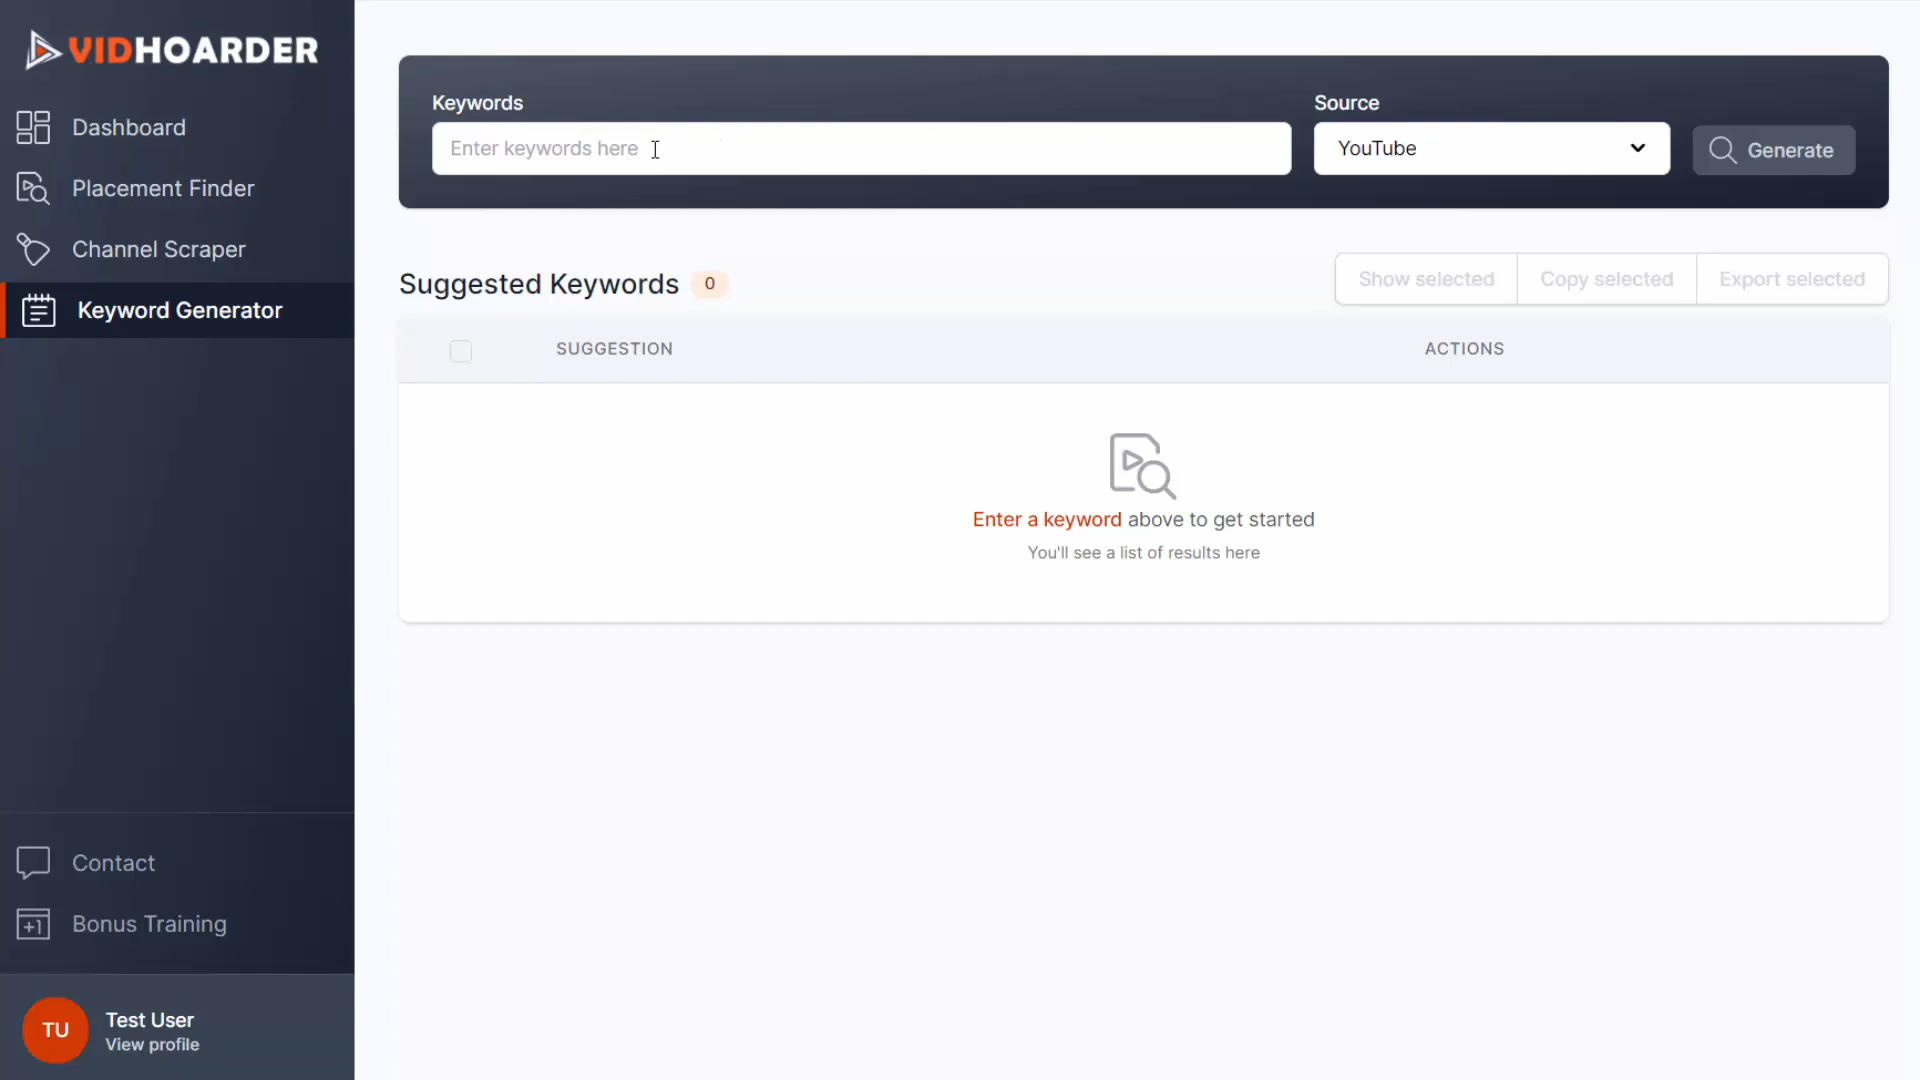 VIDHOARDER
Dashboard
Placement Finder
Channel Scraper
Keyword Generator
Contact
+1 Bonus Training
TU
Test User
View profile
Keywords
Enter keywords here
Source
YouTube
Generate
Suggested Keywords 0
Show selected Copy selected Export selected
SUGGESTION ACTIONS
Enter a keyword above to get started
You'll see a list of results here